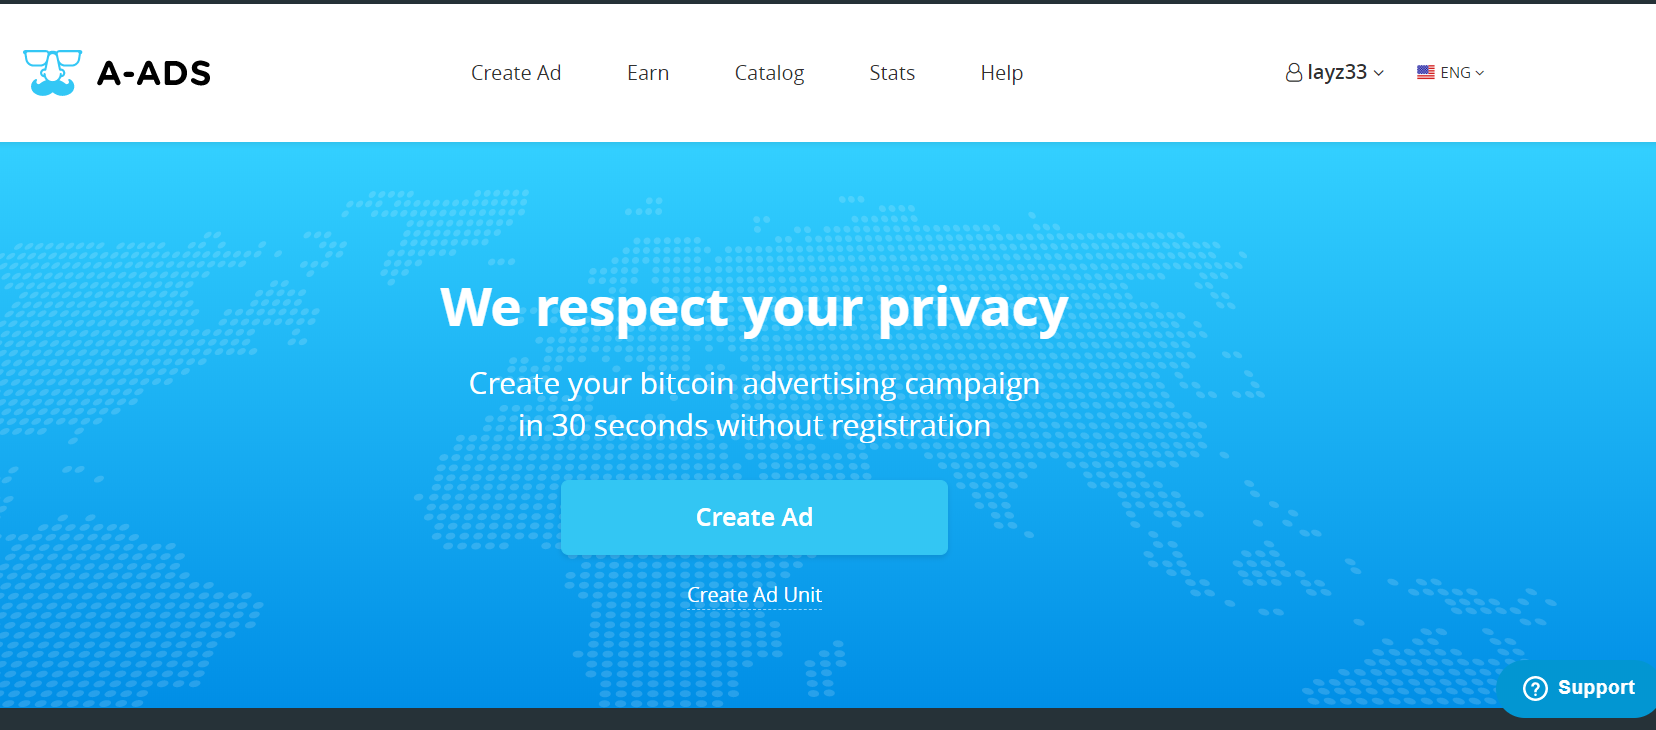 A-ADS
Create Ad
Earn
Catalog
Stats
Help
layz33
ENG
We respect your privacy
Create your bitcoin advertising campaign
in 30 seconds without registration
Create Ad
Create Ad Unit
? Support